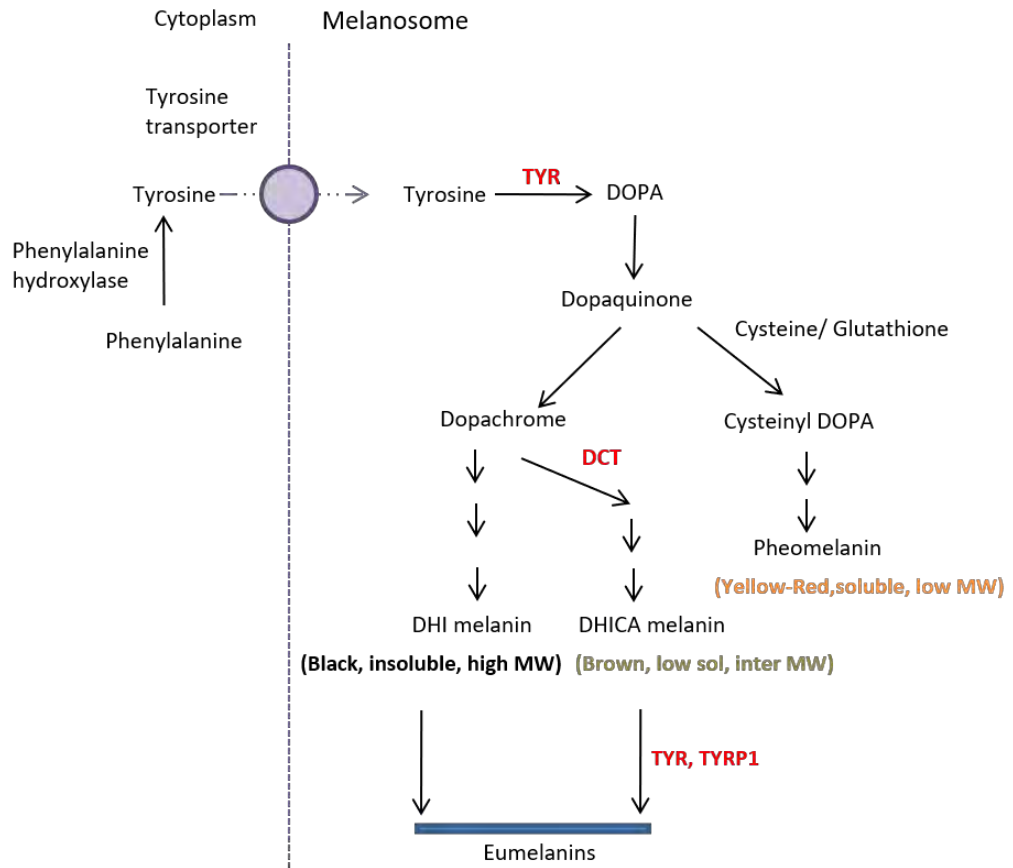 Cytoplasm
Melanosome
Tyrosine
transporter
Tyrosine
Tyrosine
TYR
DOPA
Phenylalanine
hydroxylase
Phenylalanine
Dopaquinone
Cysteine/ Glutathione
Dopachrome
Cysteinyl DOPA
DCT
Pheomelanin
(Yellow-Red,soluble, low MW)
DHI melanin
DHICA melanin
(Black, insoluble, high MW)
(Brown, low sol, inter MW)
TYR, TYRP1
Eumelanins